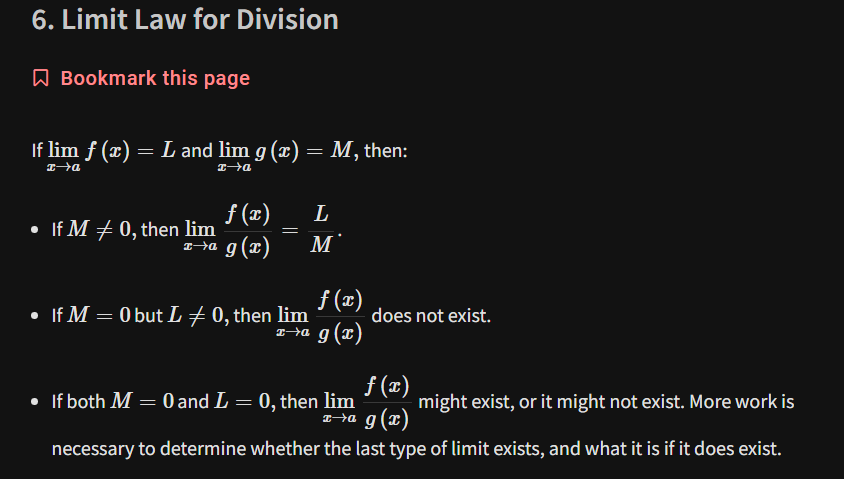 6. Limit Law for Division
Bookmark this page
If lim_{x→a} f (x) = L and lim_{x→a} g (x) = M, then:
• If M ≠ 0, then lim_{x→a} f (x) / g (x) = L / M.
• If M = 0 but L ≠ 0, then lim_{x→a} f (x) / g (x) does not exist.
• If both M = 0 and L = 0, then lim_{x→a} f (x) / g (x) might exist, or it might not exist. More work is
necessary to determine whether the last type of limit exists, and what it is if it does exist.